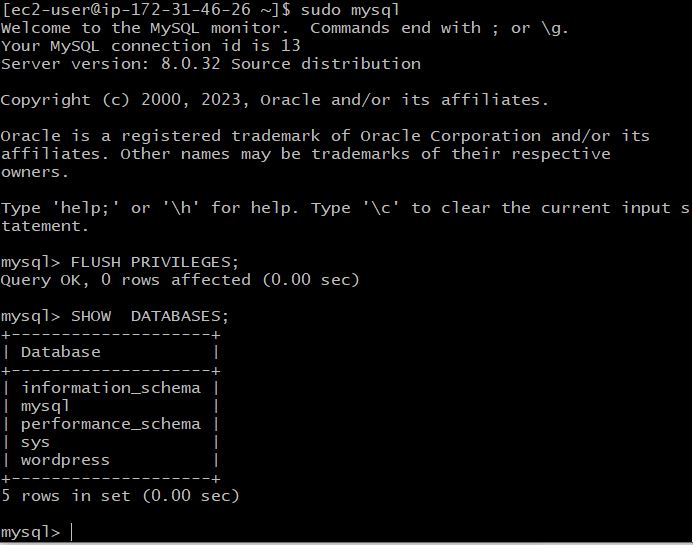 [ec2-user@ip-172-31-46-26 ~]$ sudo mysql
Welcome to the MySQL monitor.  Commands end with ; or \g.
Your MySQL connection id is 13
Server version: 8.0.32 Source distribution

Copyright (c) 2000, 2023, Oracle and/or its affiliates.

Oracle is a registered trademark of Oracle Corporation and/or its
affiliates. Other names may be trademarks of their respective
owners.

Type 'help;' or '\h' for help. Type '\c' to clear the current input s
tatement.

mysql> FLUSH PRIVILEGES;
Query OK, 0 rows affected (0.00 sec)

mysql> SHOW  DATABASES;
+--------------------+
| Database           |
+--------------------+
| information_schema |
| mysql              |
| performance_schema |
| sys                |
| wordpress          |
+--------------------+
5 rows in set (0.00 sec)

mysql>